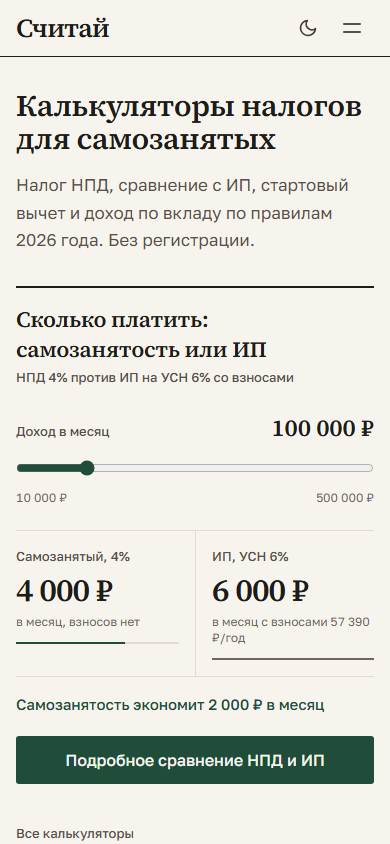 Считай
Калькуляторы налогов
для самозанятых
Налог НПД, сравнение с ИП, стартовый
вычет и доход по вкладу по правилам
2026 года. Без регистрации.
Сколько платить:
самозанятость или ИП
НПД 4% против ИП на УСН 6% со взносами
Доход в месяц
100 000 ₽
10 000 ₽
500 000 ₽
Самозанятый, 4%
4 000 ₽
в месяц, взносов нет
ИП, УСН 6%
6 000 ₽
в месяц с взносами 57 390
₽/год
Самозанятость экономит 2 000 ₽ в месяц
Подробное сравнение НПД и ИП
Все калькуляторы